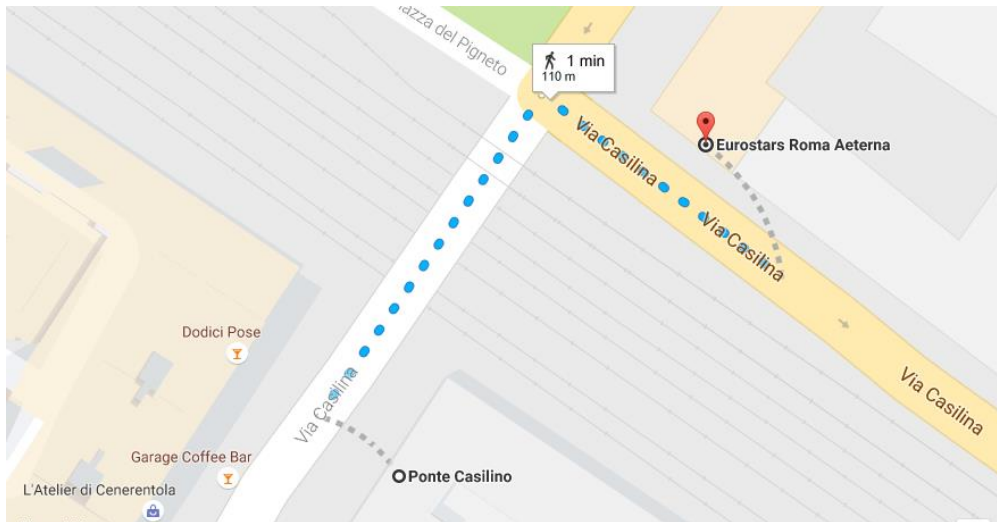 azza del Pigneto
1 min
110 m
Via Casilina
Eurostars Roma Aeterna
Via Casilina
Dodici Pose
Via Casilina
Via Casilina
Garage Coffee Bar
Ponte Casilino
L'Atelier di Cenerentola